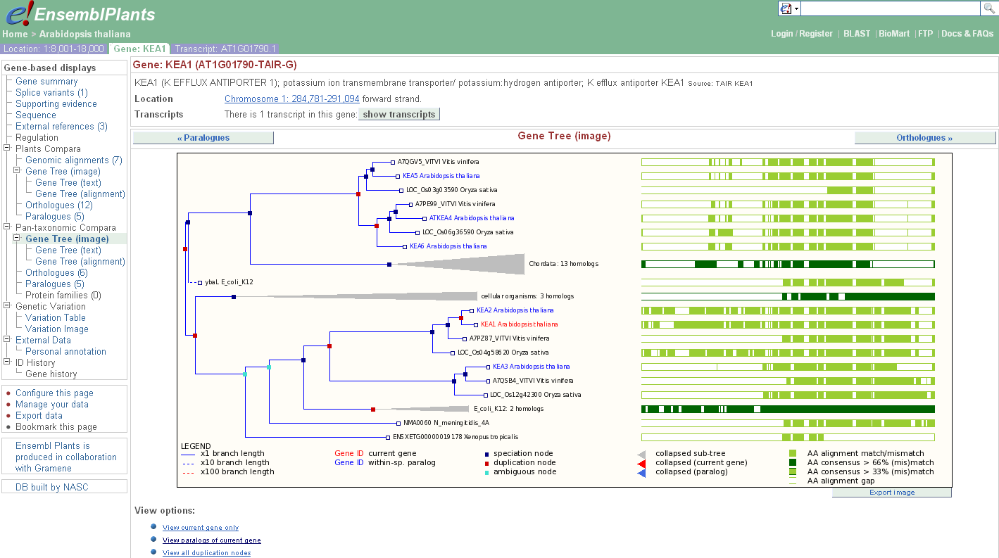 e!EnsemblPlants
Home > Arabidopsis thaliana
Login / Register | BLAST | BioMart | FTP | Docs & FAQs
Location: 1:8,001-18,000
Gene: KEA1
Transcript: AT1G01790.1
Gene-based displays
Gene summary
Splice variants (1)
Supporting evidence
Sequence
External references (3)
Regulation
Plants Compara
Genomic alignments (7)
Gene Tree (image)
Gene Tree (text)
Gene Tree (alignment)
Orthologues (12)
Paralogues (5)
Pan-taxonomic Compara
Gene Tree (image)
Gene Tree (text)
Gene Tree (alignment)
Orthologues (6)
Paralogues (5)
Protein families (0)
Genetic Variation
Variation Table
Variation Image
External Data
Personal annotation
ID History
Gene history
Configure this page
Manage your data
Export data
Bookmark this page
Ensembl Plants is
produced in collaboration
with Gramene
DB built by NASC
Gene: KEA1 (AT1G01790-TAIR-G)
KEA1 (K EFFLUX ANTIPORTER 1); potassium ion transmembrane transporter/ potassium:hydrogen antiporter; K efflux antiporter KEA1 Source: TAIR KEA1
Location Chromosome 1: 284,781-291,094 forward strand.
Transcripts There is 1 transcript in this gene: show transcripts
« Paralogues
Gene Tree (image)
Orthologues »
A7QGV5_VITVI Vitis vinifera
KEA5 Arabidopsis thaliana
LOC_Os03g03590 Oryza sativa
A7PE99_VITVI Vitis vinifera
ATKEA4 Arabidopsis thaliana
LOC_Os06g36590 Oryza sativa
KEA6 Arabidopsis thaliana
Chordata: 13 homologs
ybaL E_coli_K12
cellular organisms: 3 homologs
KEA2 Arabidopsis thaliana
KEA1 Arabidopsis thaliana
A7PZ87_VITVI Vitis vinifera
LOC_Os04g58620 Oryza sativa
KEA3 Arabidopsis thaliana
A7QSB4_VITVI Vitis vinifera
LOC_Os12g42300 Oryza sativa
E_coli_K12: 2 homologs
NMA0060 N_meningitidis_4A
ENSXETG00000019178 Xenopus tropicalis
LEGEND
x1 branch length
x10 branch length
x100 branch length
Gene ID current gene
Gene ID within-sp. paralog
speciation node
duplication node
ambiguous node
collapsed sub-tree
collapsed (current gene)
collapsed (paralog)
AA alignment match/mismatch
AA consensus > 66% (mis)match
AA consensus > 33% (mis)match
AA alignment gap
Export image
View options:
View current gene only
View paralogs of current gene
View all duplication nodes